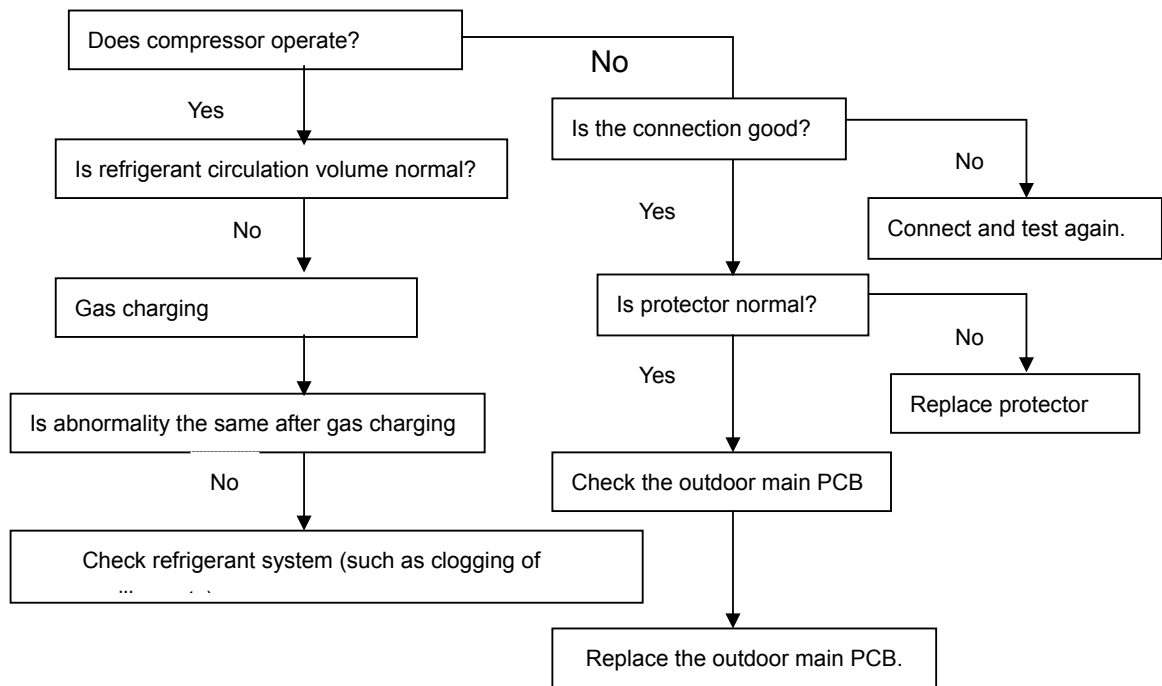 Does compressor operate?
No
Yes
Is the connection good?
Is refrigerant circulation volume normal?
No
Yes
Connect and test again.
No
Gas charging
Is protector normal?
No
Yes
Is abnormality the same after gas charging
Replace protector
No
Check the outdoor main PCB
Check refrigerant system (such as clogging of
Replace the outdoor main PCB.